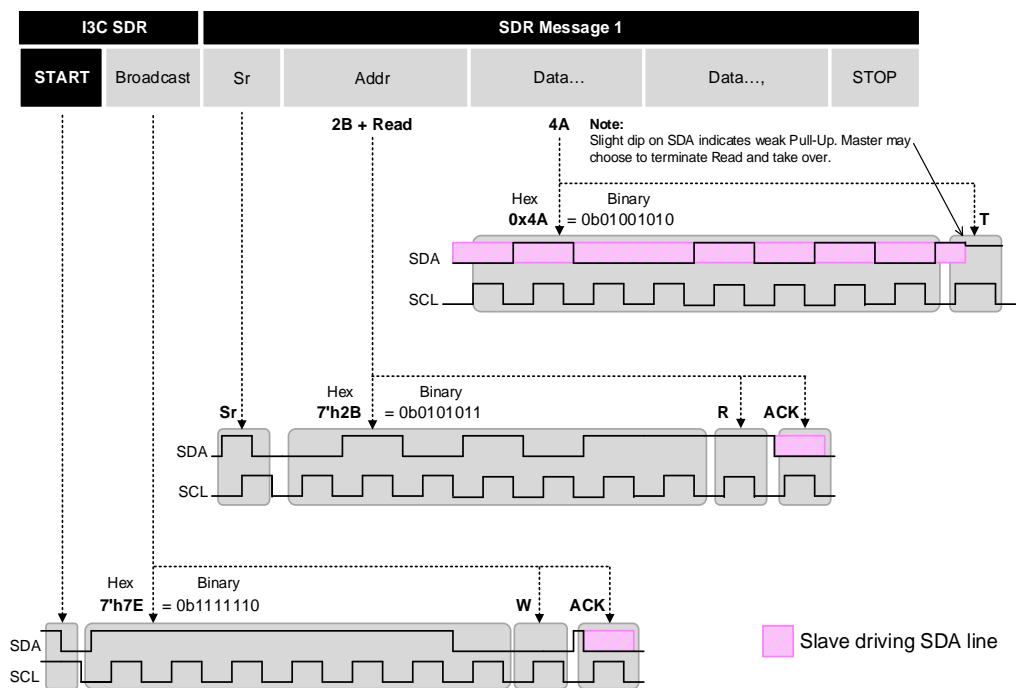 I3C SDR SDR Message 1
START Broadcast Sr Addr Data... Data..., STOP
2B + Read 4A Note:
Slight dip on SDA indicates weak Pull-Up. Master may
choose to terminate Read and take over.
Hex Binary
0x4A = 0b01001010 T
SDA
SCL
Hex Binary
Sr 7'h2B = 0b0101011 R ACK
SDA
SCL
Hex Binary
7'h7E = 0b1111110 W ACK
SDA
SCL
Slave driving SDA line